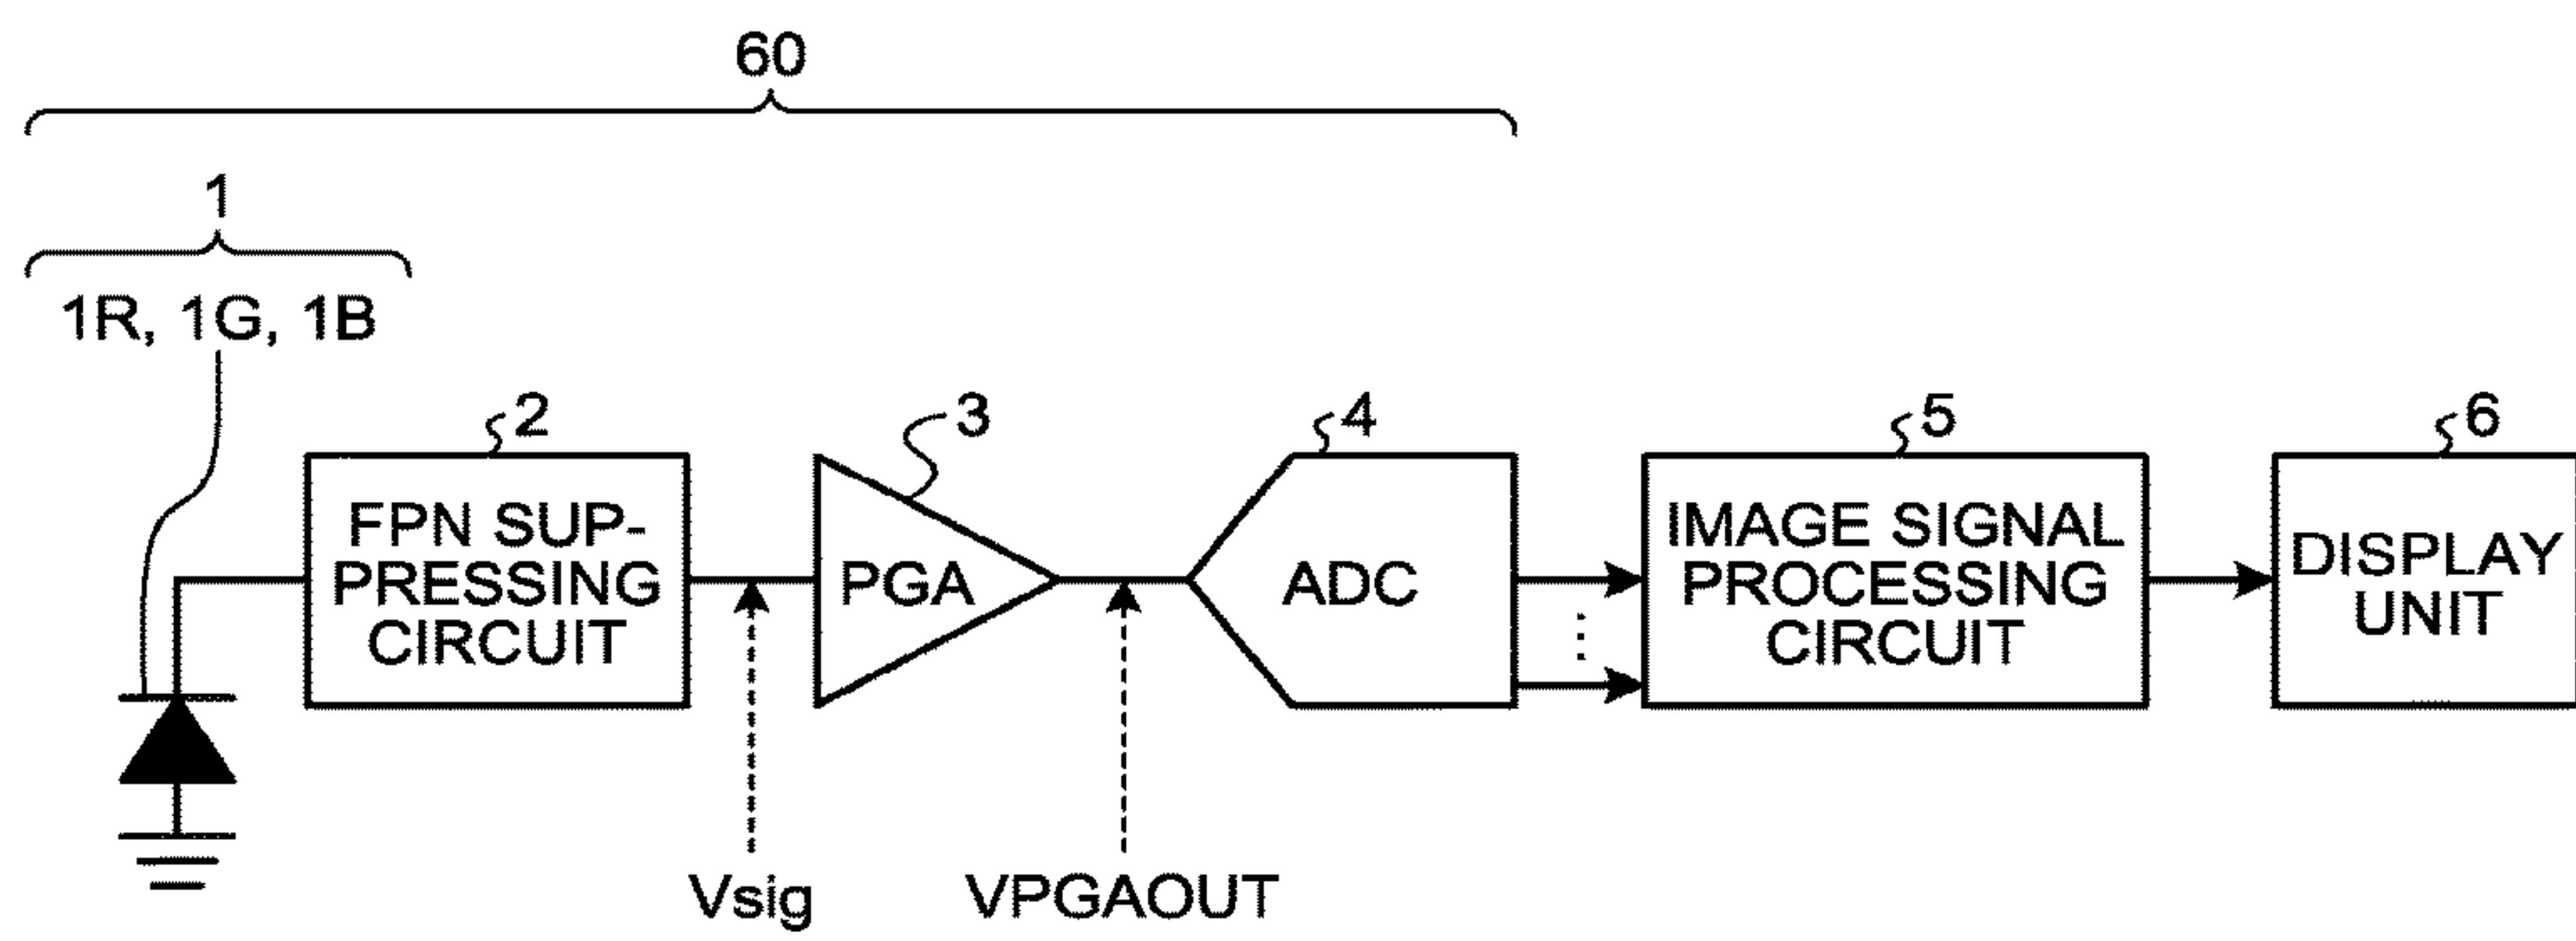 60
1
1R, 1G, 1B
2
3
4
5
6
FPN SUP-
PRESSING
CIRCUIT
PGA
ADC
IMAGE SIGNAL
PROCESSING
CIRCUIT
DISPLAY
UNIT
Vsig
VPGAOUT